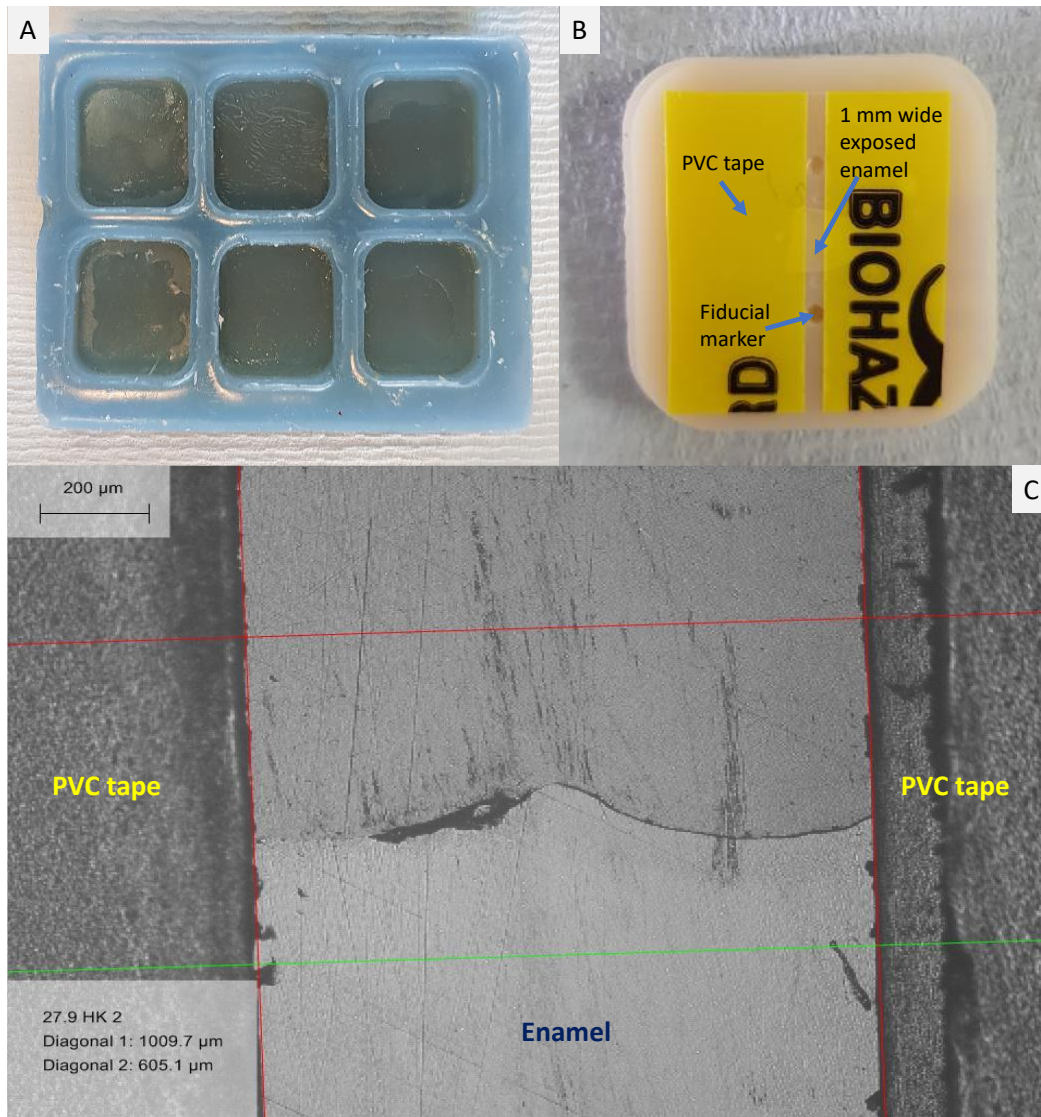 A
B
1 mm wide
exposed
enamel
PVC tape
BIOHAZ
Fiducial
marker
RD
200 µm
C
PVC tape
PVC tape
Enamel
27.9 HK 2
Diagonal 1: 1009.7 µm
Diagonal 2: 605.1 µm